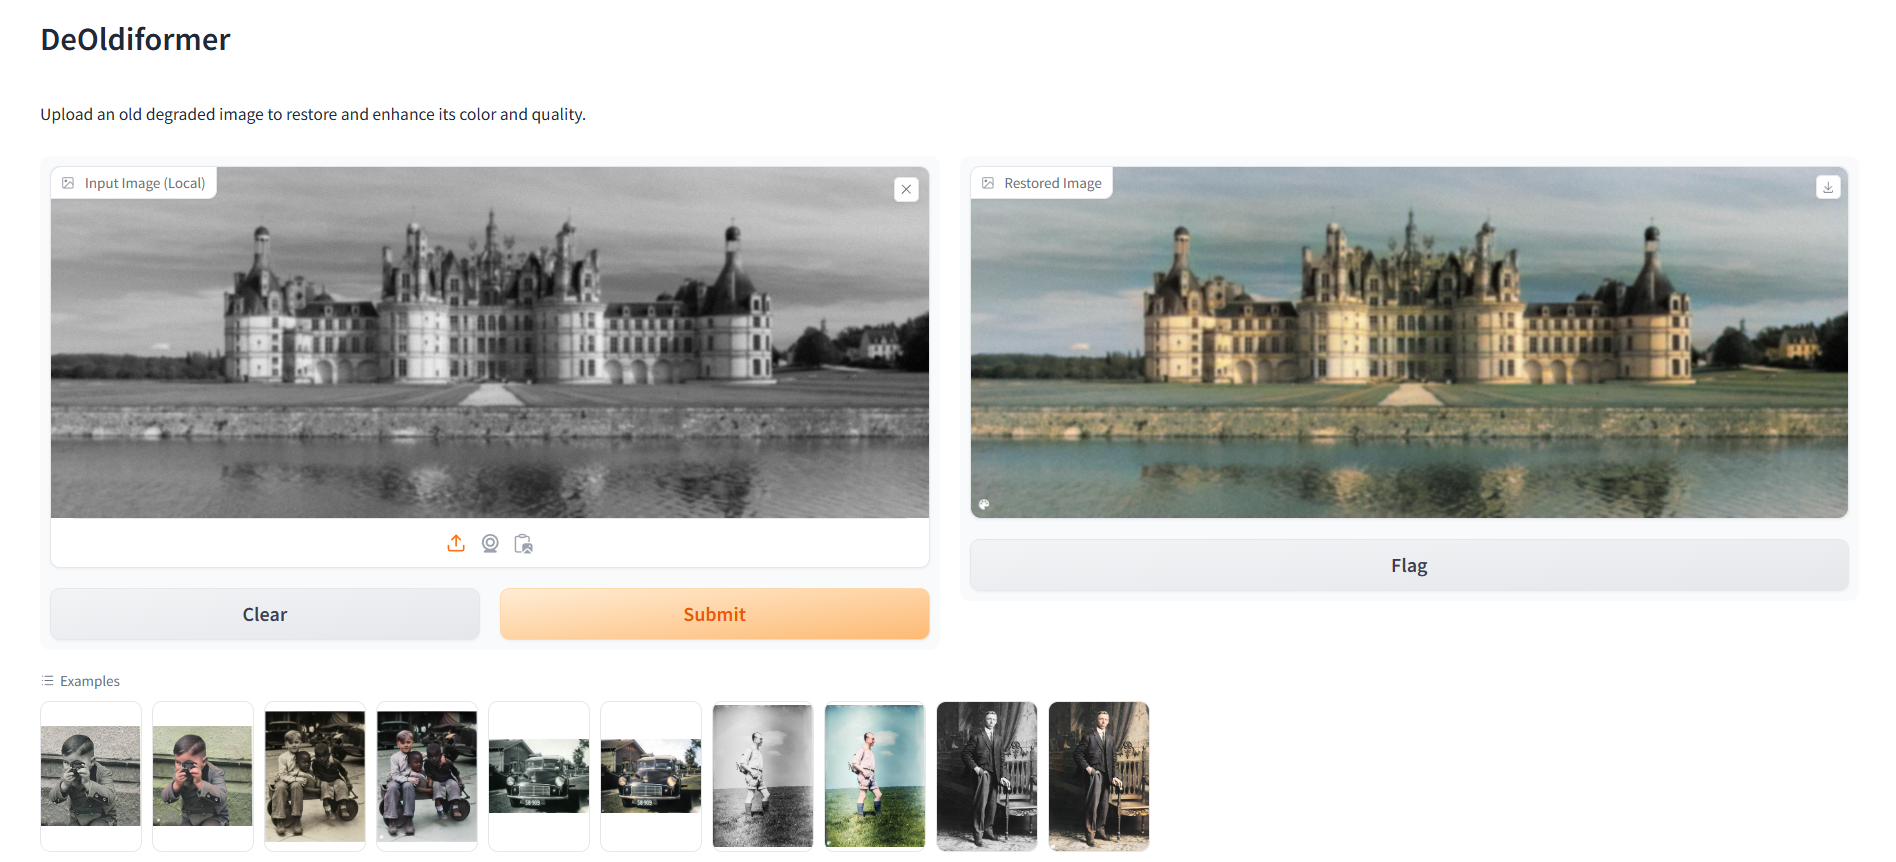 DeOldiformer
Upload an old degraded image to restore and enhance its color and quality.
Input Image (Local)
Restored Image
Flag
Clear
Submit
Examples